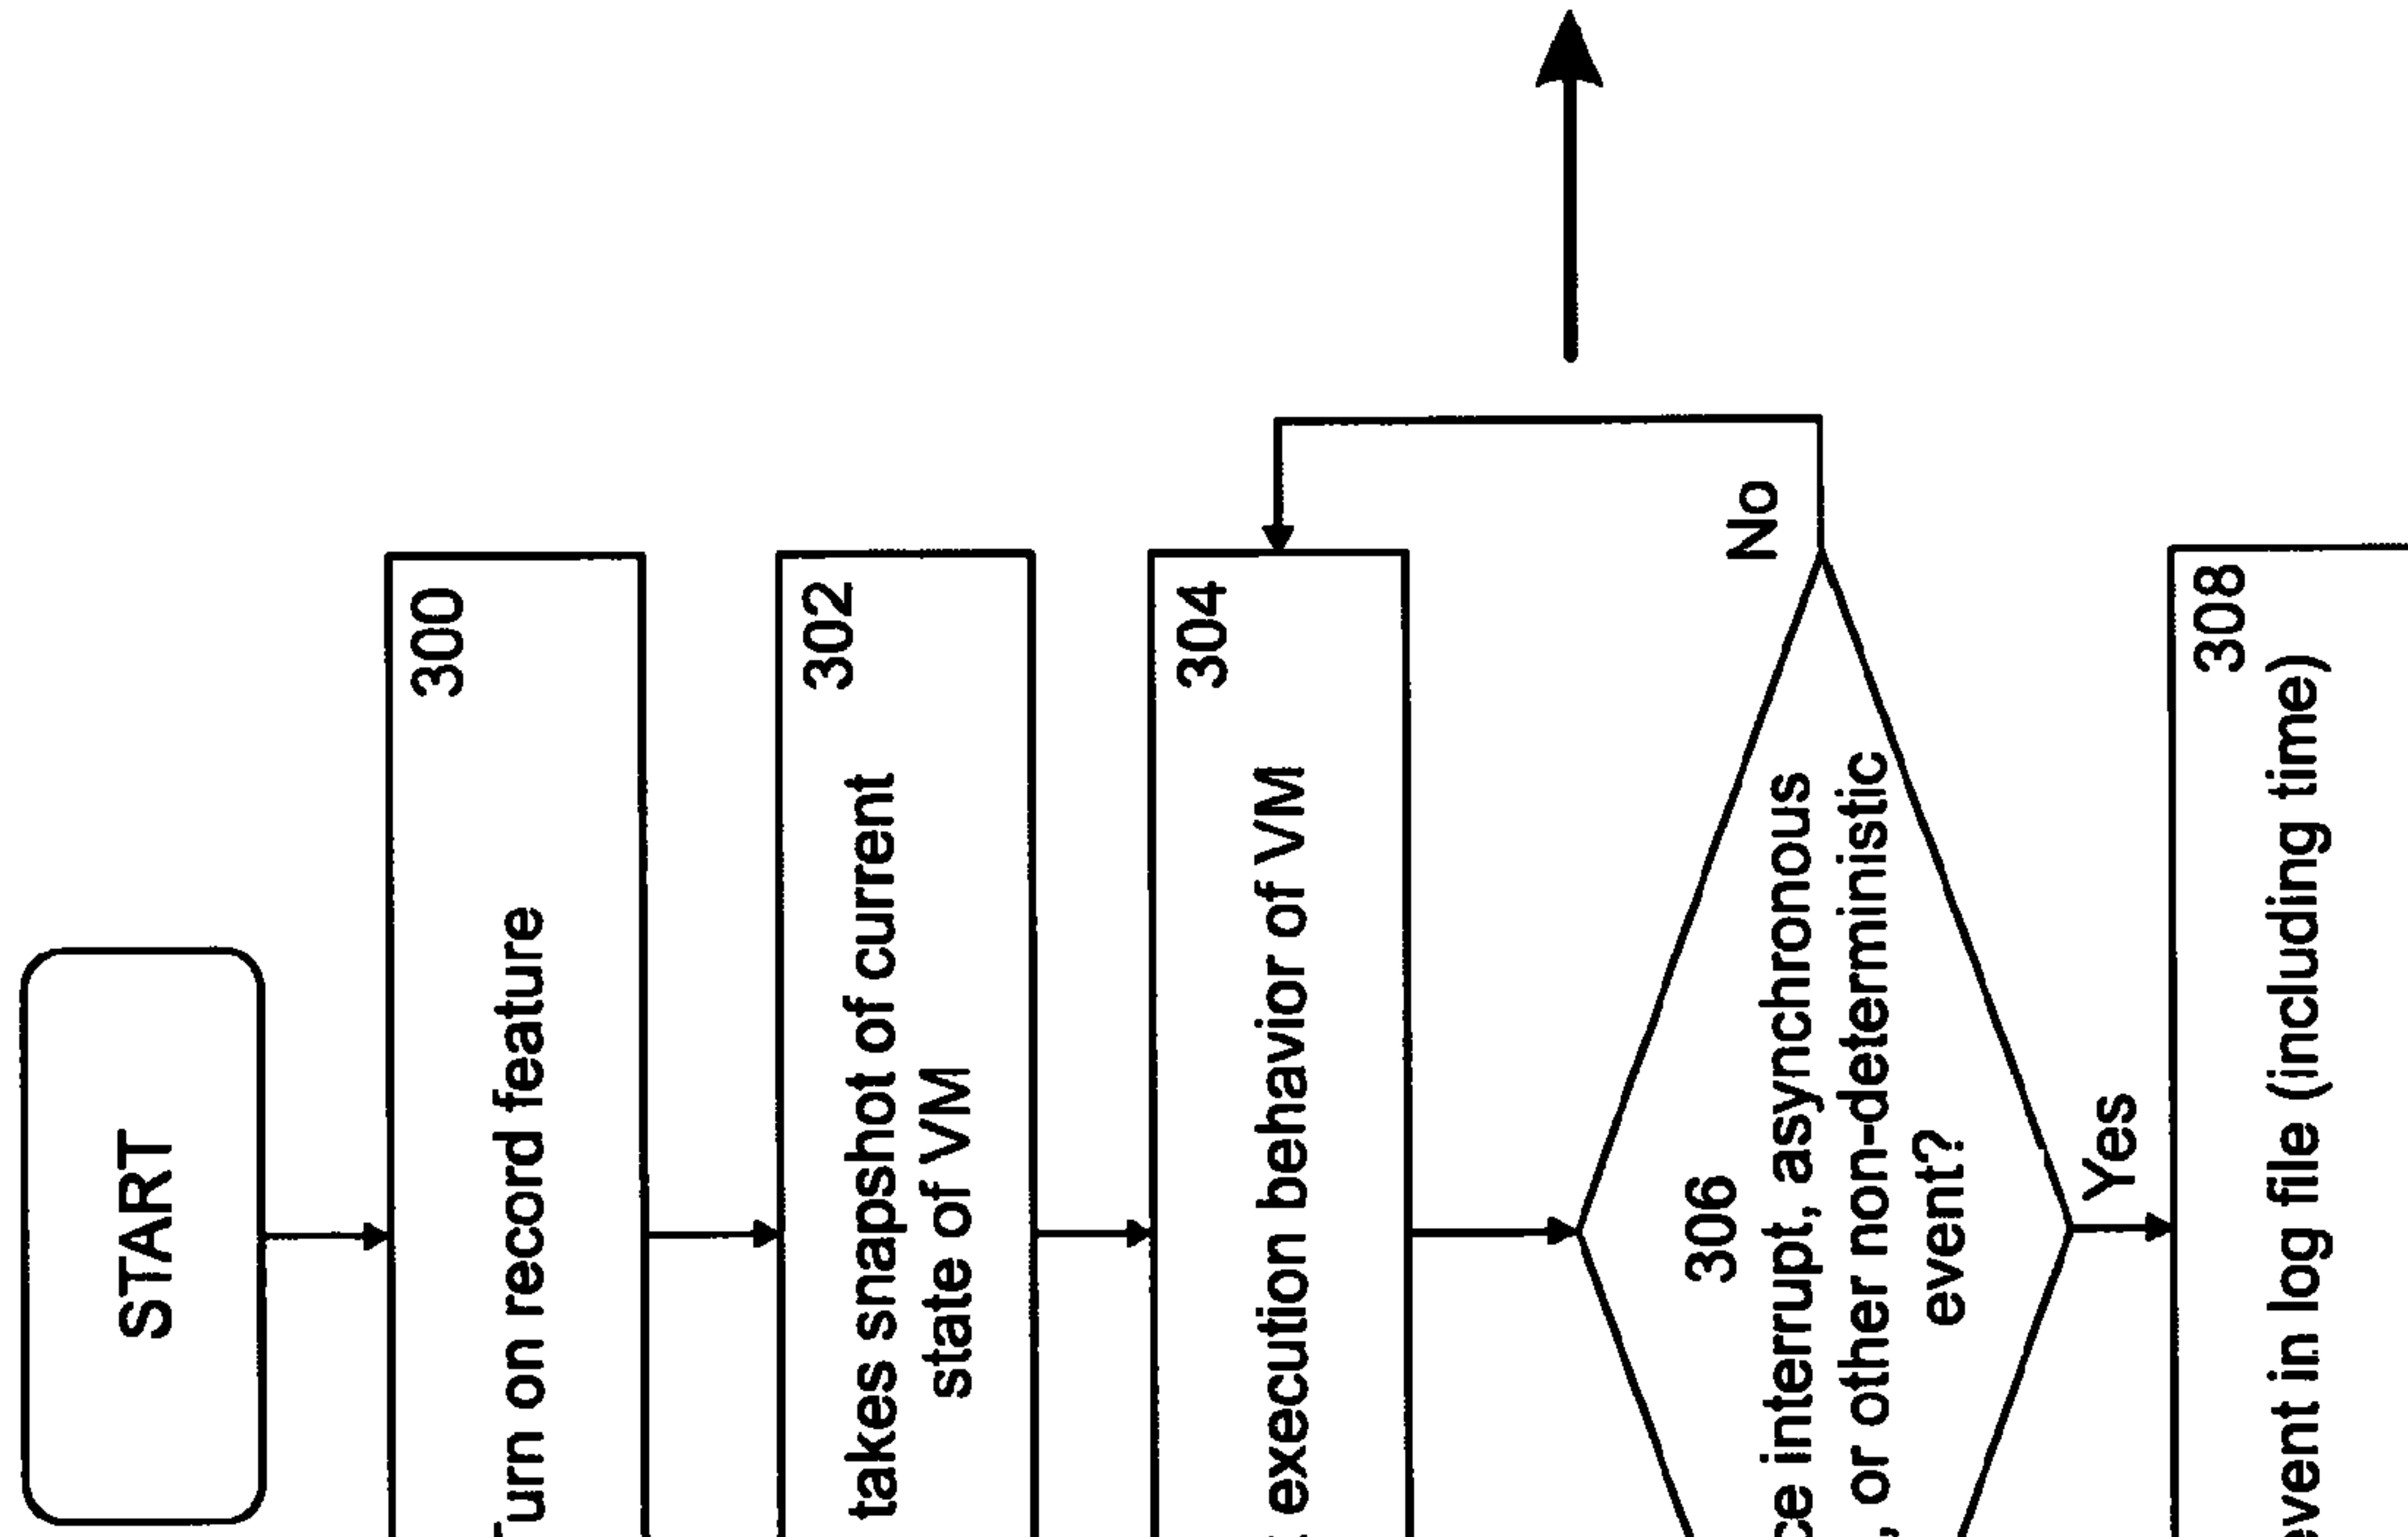 START
300
Turn on record feature
302
takes snapshot of current
state of VM
304
execution behavior of VM
No
306
interrupt, asynchronous
, or other non-deterministic
event?
Yes
308
event in log file (including time)